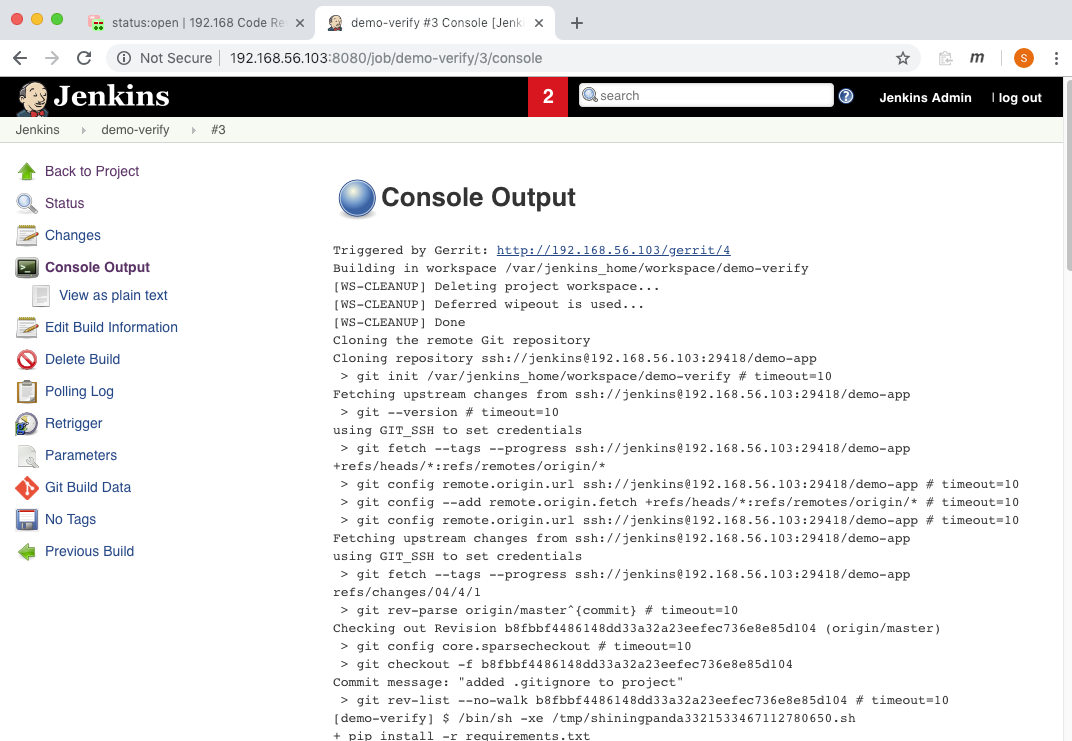 status:open | 192.168 Code Re
demo-verify #3 Console [Jenki
Not Secure | 192.168.56.103:8080/job/demo-verify/3/console
m
S
Jenkins
2
search
?
Jenkins Admin
| log out
Jenkins
demo-verify
#3
Back to Project
Status
Changes
Console Output
View as plain text
Edit Build Information
Delete Build
Polling Log
Retrigger
Parameters
Git Build Data
No Tags
Previous Build
Console Output
Triggered by Gerrit: http://192.168.56.103/gerrit/4
Building in workspace /var/jenkins_home/workspace/demo-verify
[WS-CLEANUP] Deleting project workspace...
[WS-CLEANUP] Deferred wipeout is used...
[WS-CLEANUP] Done
Cloning the remote Git repository
Cloning repository ssh://jenkins@192.168.56.103:29418/demo-app
> git init /var/jenkins_home/workspace/demo-verify # timeout=10
Fetching upstream changes from ssh://jenkins@192.168.56.103:29418/demo-app
> git --version # timeout=10
using GIT_SSH to set credentials
> git fetch --tags --progress ssh://jenkins@192.168.56.103:29418/demo-app
+refs/heads/*:refs/remotes/origin/*
> git config remote.origin.url ssh://jenkins@192.168.56.103:29418/demo-app # timeout=10
> git config --add remote.origin.fetch +refs/heads/*:refs/remotes/origin/* # timeout=10
> git config remote.origin.url ssh://jenkins@192.168.56.103:29418/demo-app # timeout=10
Fetching upstream changes from ssh://jenkins@192.168.56.103:29418/demo-app
using GIT_SSH to set credentials
> git fetch --tags --progress ssh://jenkins@192.168.56.103:29418/demo-app
refs/changes/04/4/1
> git rev-parse origin/master^{commit} # timeout=10
Checking out Revision b8fbbf4486148dd33a32a23eefec736e8e85d104 (origin/master)
> git config core.sparsecheckout # timeout=10
> git checkout -f b8fbbf4486148dd33a32a23eefec736e8e85d104
Commit message: "added .gitignore to project"
> git rev-list --no-walk b8fbbf4486148dd33a32a23eefec736e8e85d104 # timeout=10
[demo-verify] $ /bin/sh -xe /tmp/shiningpanda3321533467112780650.sh
+ pip install -r requirements.txt